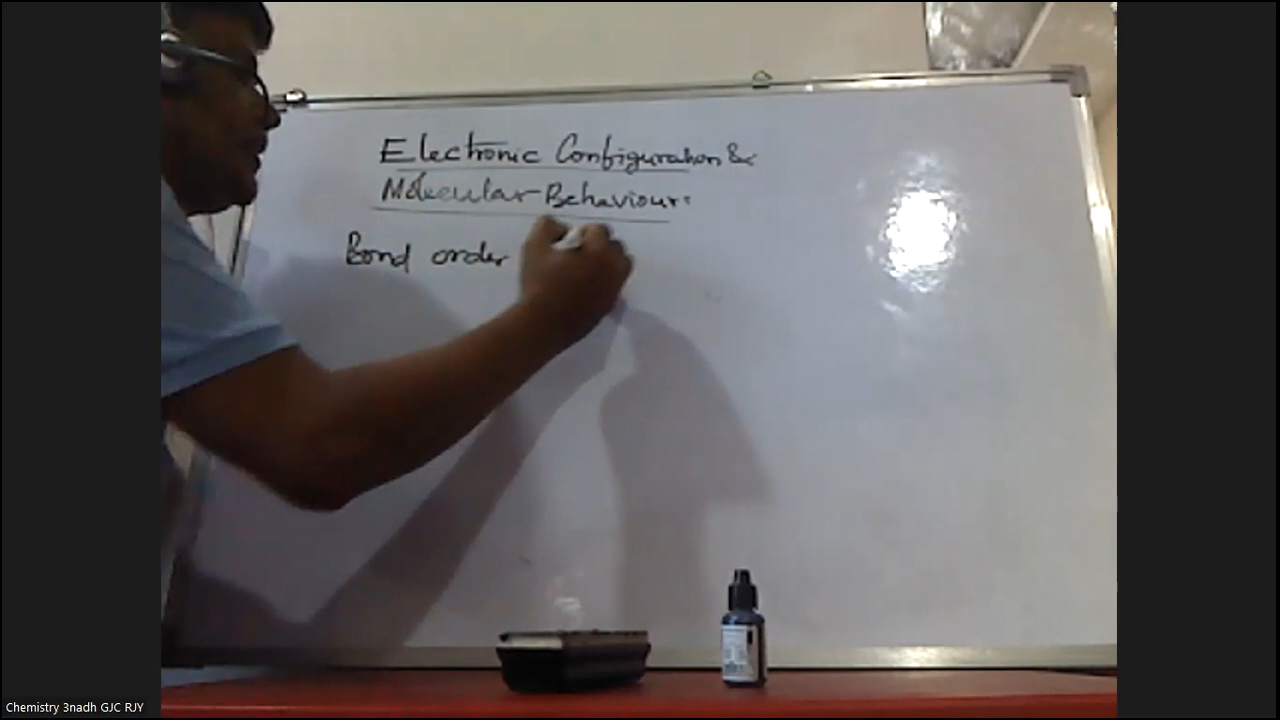 Electronic Configuration &
Molecular Behaviour:
Bond order
Chemistry 3nadh GJC RJY